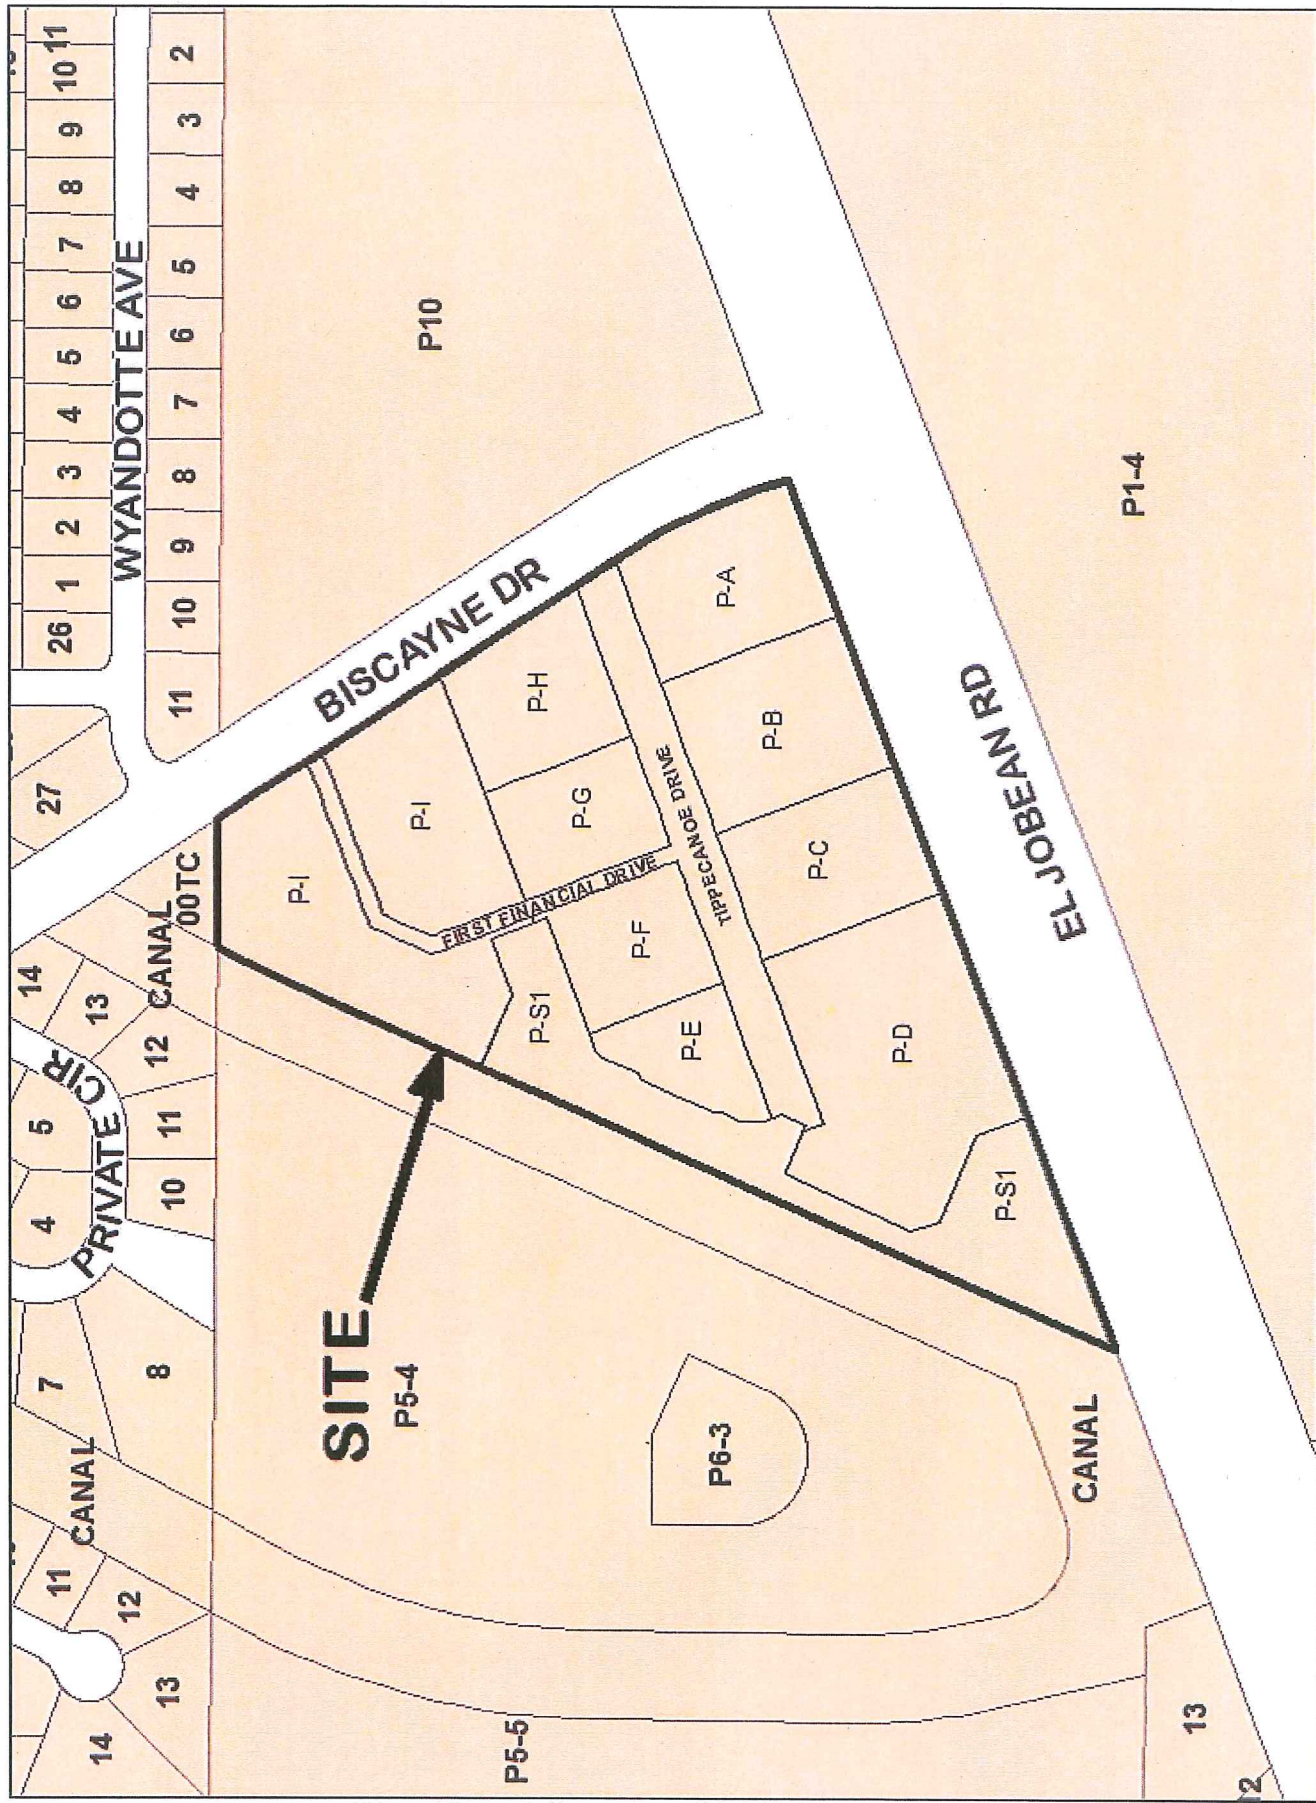 14
7 4 5 27
11 26 1 2 3 4 5 6 7 8 9 10 11
CANAL PRIVATE CIR 13
14
12 WYANDOTTE AVE
8 12 CANAL
13 10 11 00TC 11 10 9 8 7 6 5 4 3 2
P-I
SITE
BISCAYNE DR
P5-4 P-I P10
FIRST FINANCIAL DRIVE
P5-5 P-S1 P-H
P-G
P-F
P-E
TIPPECANOE DRIVE
P6-3 P-A
P-B
P-C
P-D
P-S1
EL JOBEAN RD
CANAL P1-4
13